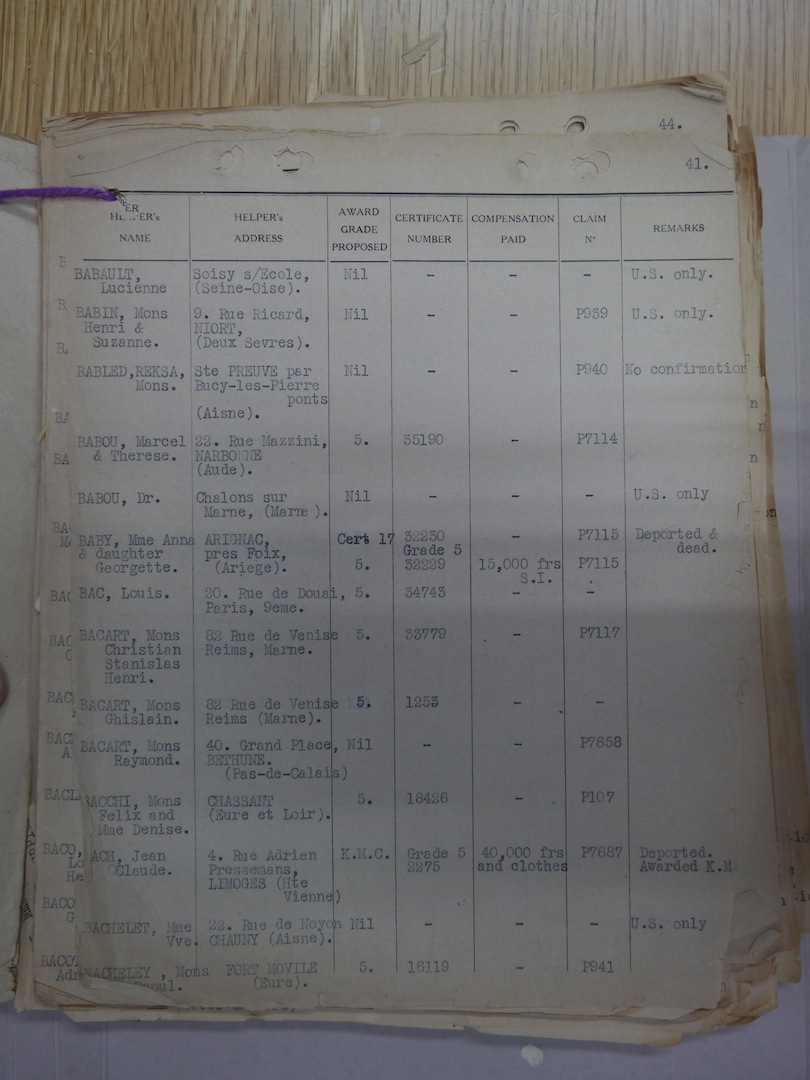 44.
41.
HELPER's NAME | HELPER's ADDRESS | AWARD GRADE PROPOSED | CERTIFICATE NUMBER | COMPENSATION PAID | CLAIM N° | REMARKS
BABAULT, | Soisy s/Ecole, | Nil | - | - | - | U.S. only.
Lucienne | (Seine-Oise).
BABIN, Mons | 9. Rue Ricard, | Nil | - | - | P939 | U.S. only.
Henri & | NIORT,
Suzanne. | (Deux Sevres).
BABLED,REKSA, | Ste PREUVE par | Nil | - | - | P940 | No confirmation
Mons. | Bucy-les-Pierre
ponts
(Aisne).
BABOU, Marcel | 22. Rue Mazzini, | 5. | 35190 | - | P7114
& Therese. | NARBONNE
(Aude).
BABOU, Dr. | Chalons sur | Nil | - | - | - | U.S. only
Marne, (Marne).
BABY, Mme Anna | ARIGNAC, | Cert 17 | 32230 | P7115 | Deported &
& daughter | pres Foix, | Grade 5 | dead.
Georgette. | (Ariege). | 5. | 32229 | 15,000 frs | P7115
S.I.
BAC, Louis. | 20. Rue de Douai, | 5. | 34743 | - | -
Paris, 9eme.
BACART, Mons | 82 Rue de Venise | 5. | 33779 | - | P7117
Christian | Reims, Marne.
Stanislas
Henri.
BACART, Mons | 82 Rue de Venise | 5. | 1253 | - | -
Ghislain. | Reims (Marne).
BACART, Mons | 40. Grand Place, | Nil | - | - | P7858
Raymond. | BETHUNE.
(Pas-de-Calais)
BACCHI, Mons | CHASSANT | 5. | 18426 | - | P107
Felix and | (Eure et Loir).
Mme Denise.
BACH, Jean | 4. Rue Adrien | K.M.C. | Grade 5 | 40,000 frs | P7687 | Deported.
Claude. | Pressemans, | 2275 | and clothes | Awarded K.M
LIMOGES (Hte
Vienne)
BACHELET, Mme | 22. Rue de Noyon | Nil | - | - | - | U.S. only
Vve. | CHAUNY (Aisne).
BACHELEY, Mons | FORT MOVILE | 5. | 16119 | - | P941
(Eure).